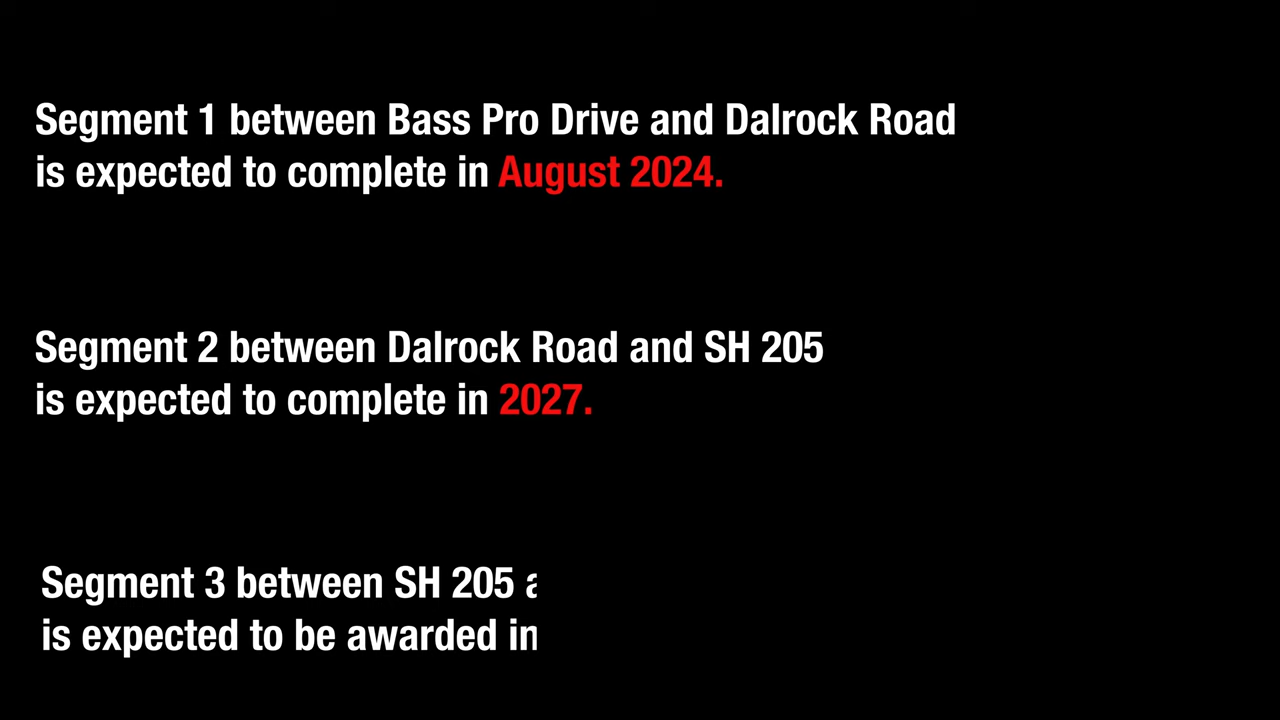 Segment 1 between Bass Pro Drive and Dalrock Road
is expected to complete in August 2024.
Segment 2 between Dalrock Road and SH 205
is expected to complete in 2027.
Segment 3 between SH 205
is expected to be awarded in